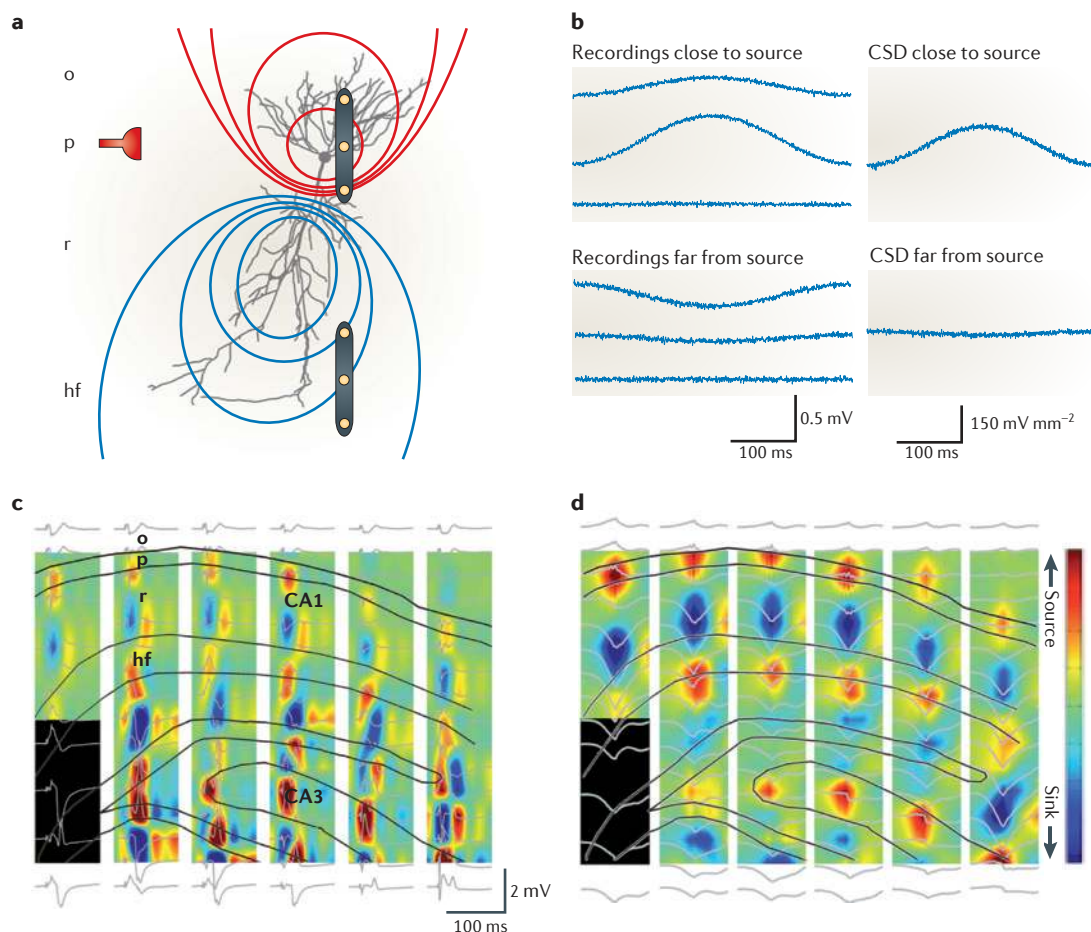 a
o
p
r
hf
b
Recordings close to source
CSD close to source
Recordings far from source
CSD far from source
0.5 mV
100 ms
150 mV mm⁻²
100 ms
c
o
p
r
hf
CA1
CA3
2 mV
100 ms
d
Source
Sink